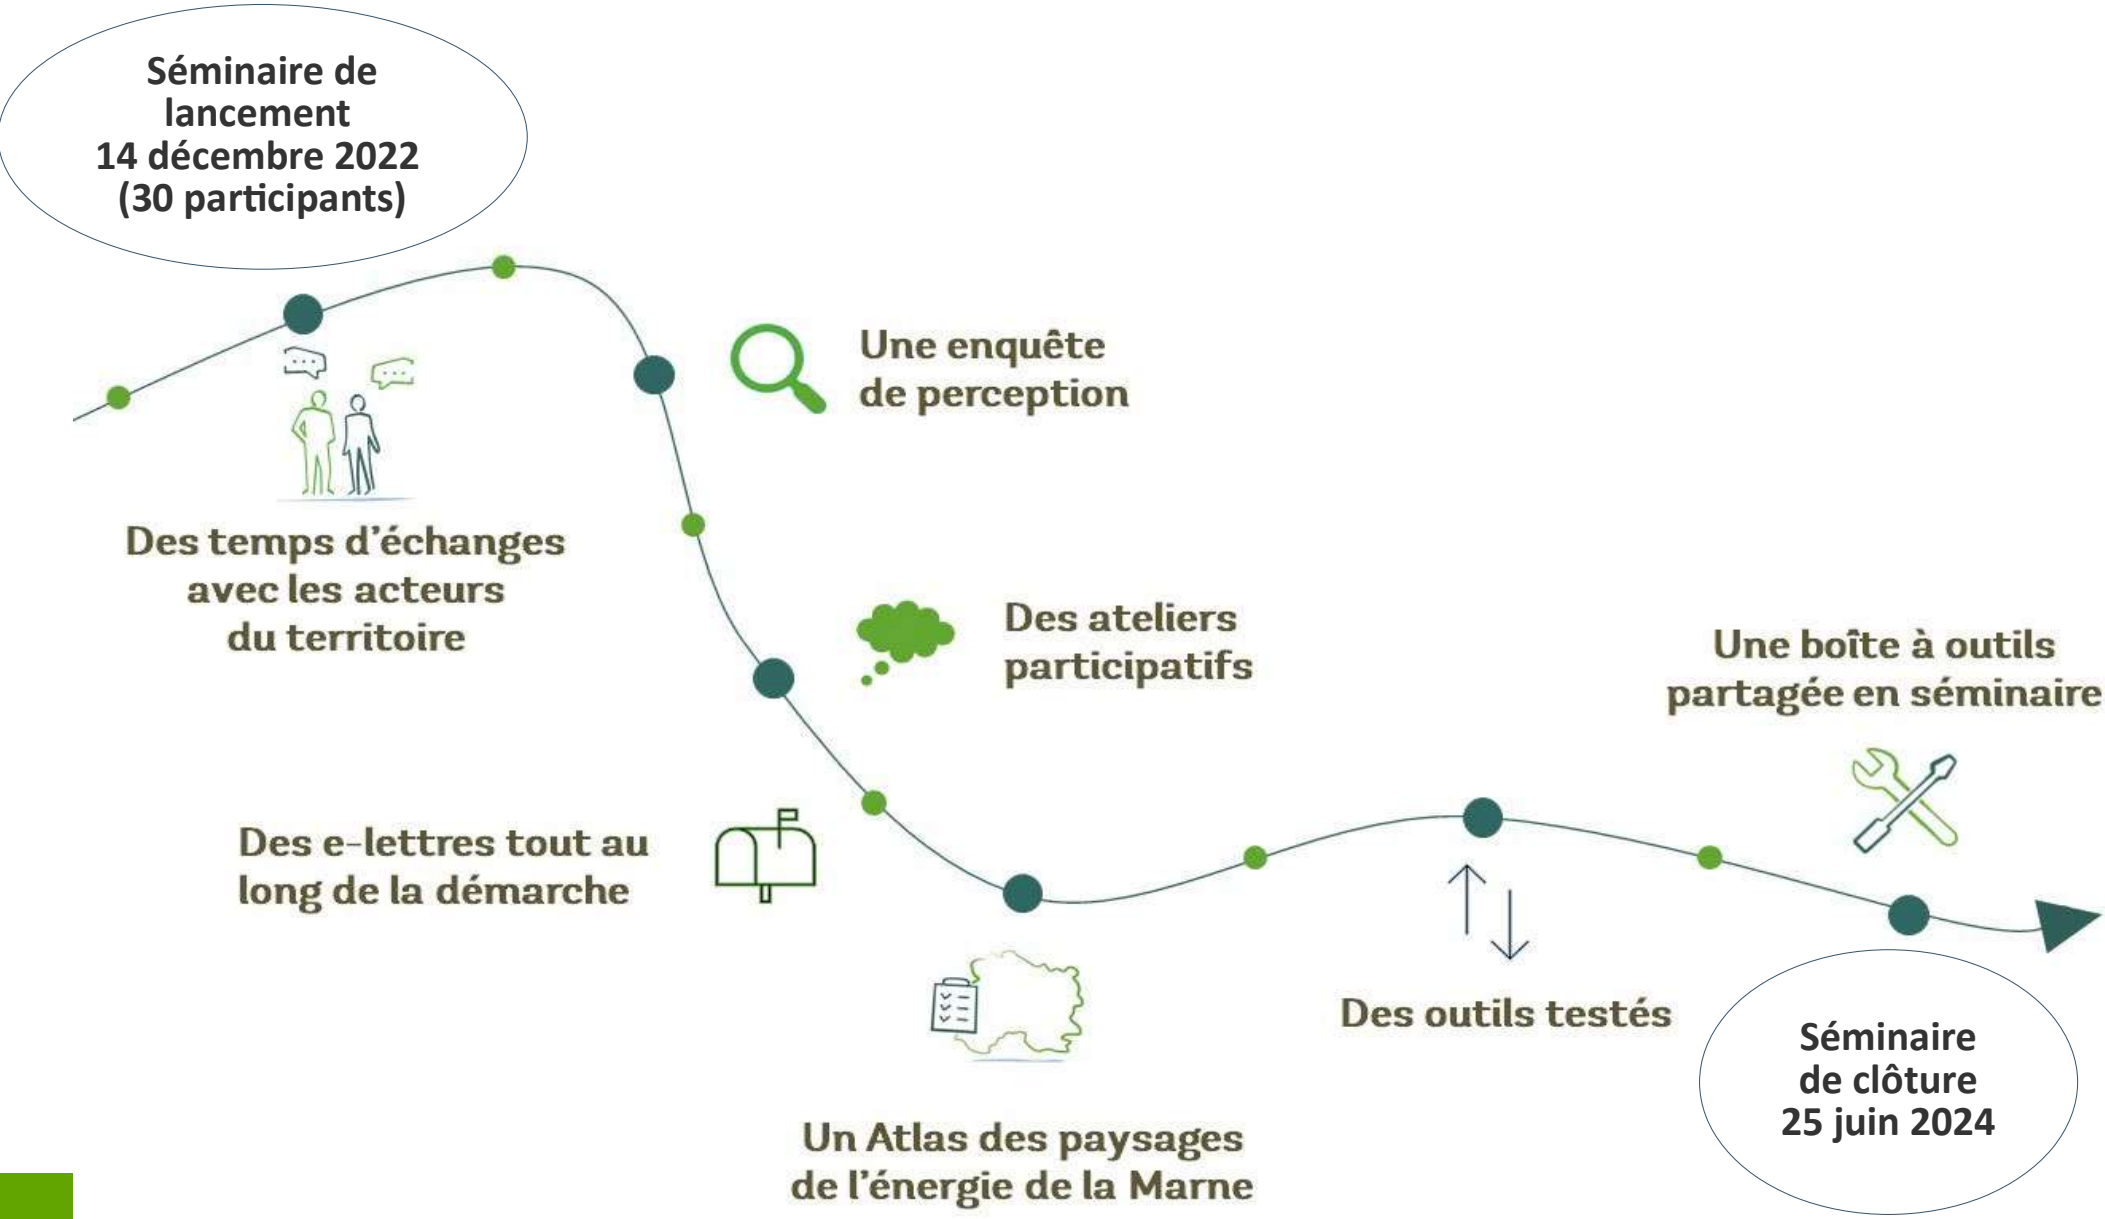 Séminaire de
lancement
14 décembre 2022
(30 participants)
Une enquête
de perception
Des temps d'échanges
avec les acteurs
du territoire
Des ateliers
participatifs
Une boîte à outils
partagée en séminaire
Des e-lettres tout au
long de la démarche
Des outils testés
Séminaire
de clôture
25 juin 2024
Un Atlas des paysages
de l'énergie de la Marne